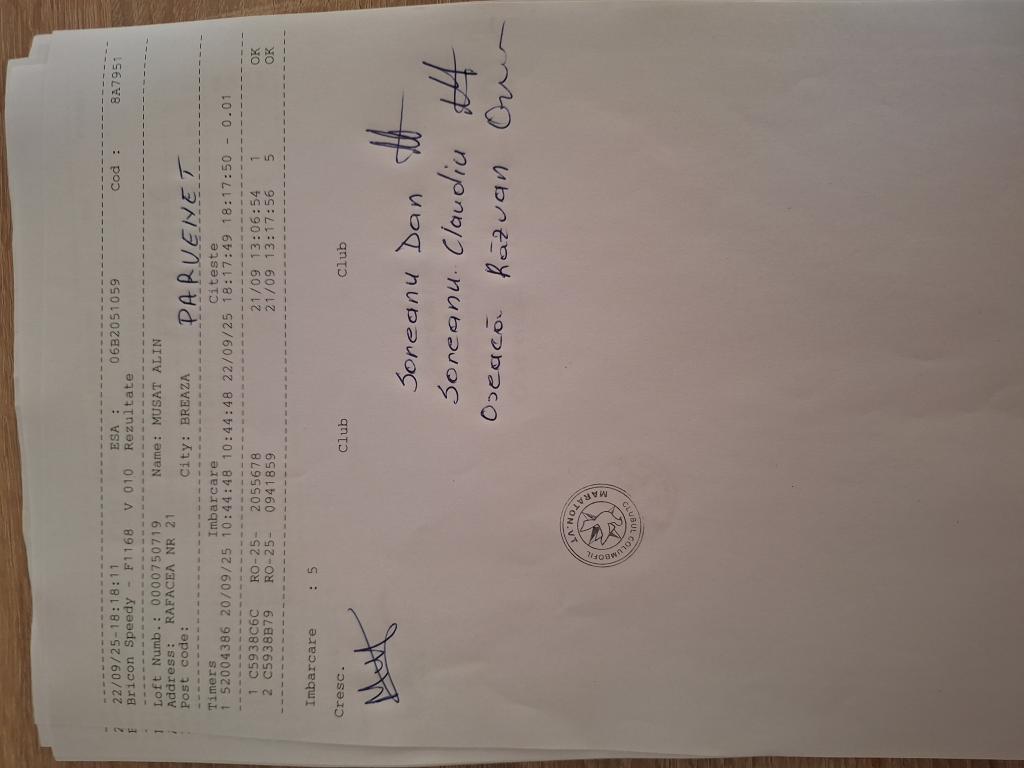 22/09/25-18:18:11 ESA : 06B2051059 Cod : 8A7951
Bricon Speedy - F1168 V 010 Rezultate
Loft Numb.: 0000750719 Name: MUSAT ALIN
Address: RAFACEA NR 21
Post code: City: BREAZA PARVENET
Timers Imbarcare Citeste
1 52004386 20/09/25 10:44:48 10:44:48 22/09/25 18:17:49 18:17:50 - 0.01
1 C5938C6C RO-25- 2055678 21/09 13:06:54 1 OK
2 C5938B79 RO-25- 0941859 21/09 13:17:56 5 OK
Imbarcare : 5
Cresc. Club Club
Soreanu Dan
Soreanu Claudiu
Oseacă Răzvan
CLUBUL COLUMBOFIL
MARATON.VT